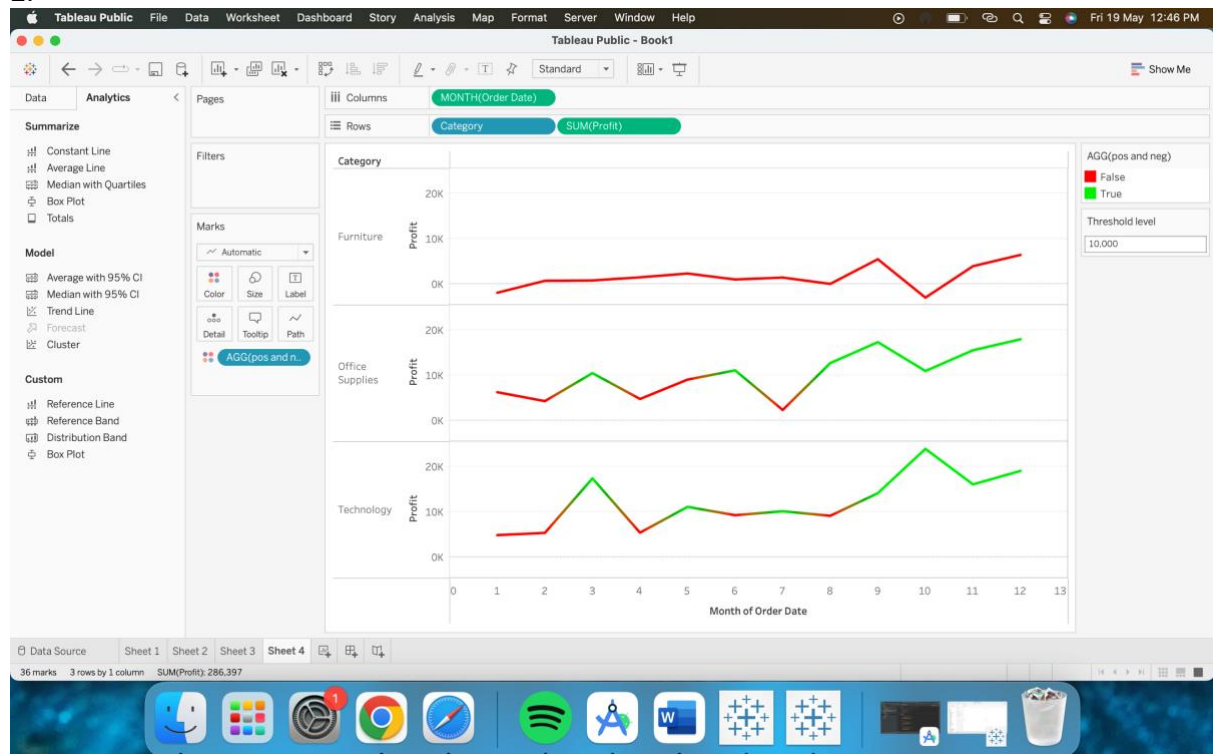 Tableau Public File Data Worksheet Dashboard Story Analysis Map Format Server Window Help Fri 19 May 12:46 PM
Tableau Public - Book1
Standard Show Me
Data Analytics
Pages
Columns MONTH(Order Date)
Rows Category SUM(Profit)
Summarize
Constant Line
Average Line
Median with Quartiles
Box Plot
Totals
Model
Average with 95% CI
Median with 95% CI
Trend Line
Forecast
Cluster
Custom
Reference Line
Reference Band
Distribution Band
Box Plot
Filters
Marks
Automatic
Color Size Label
Detail Tooltip Path
AGG(pos and n..
Category
Furniture
Profit
20K
10K
0K
Office
Supplies
Profit
20K
10K
0K
Technology
Profit
20K
10K
0K
0 1 2 3 4 5 6 7 8 9 10 11 12 13
Month of Order Date
AGG(pos and neg)
False
True
Threshold level
10,000
Data Source Sheet 1 Sheet 2 Sheet 3 Sheet 4
36 marks 3 rows by 1 column SUM(Profit): 286,397
1
W